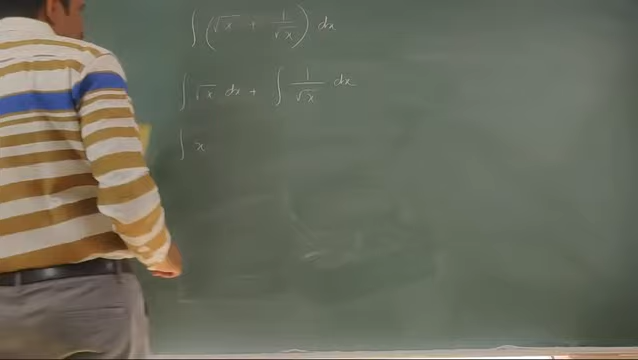 ∫ (√x + 1/√x) dx
∫ √x dx + ∫ 1/√x dx
∫ x